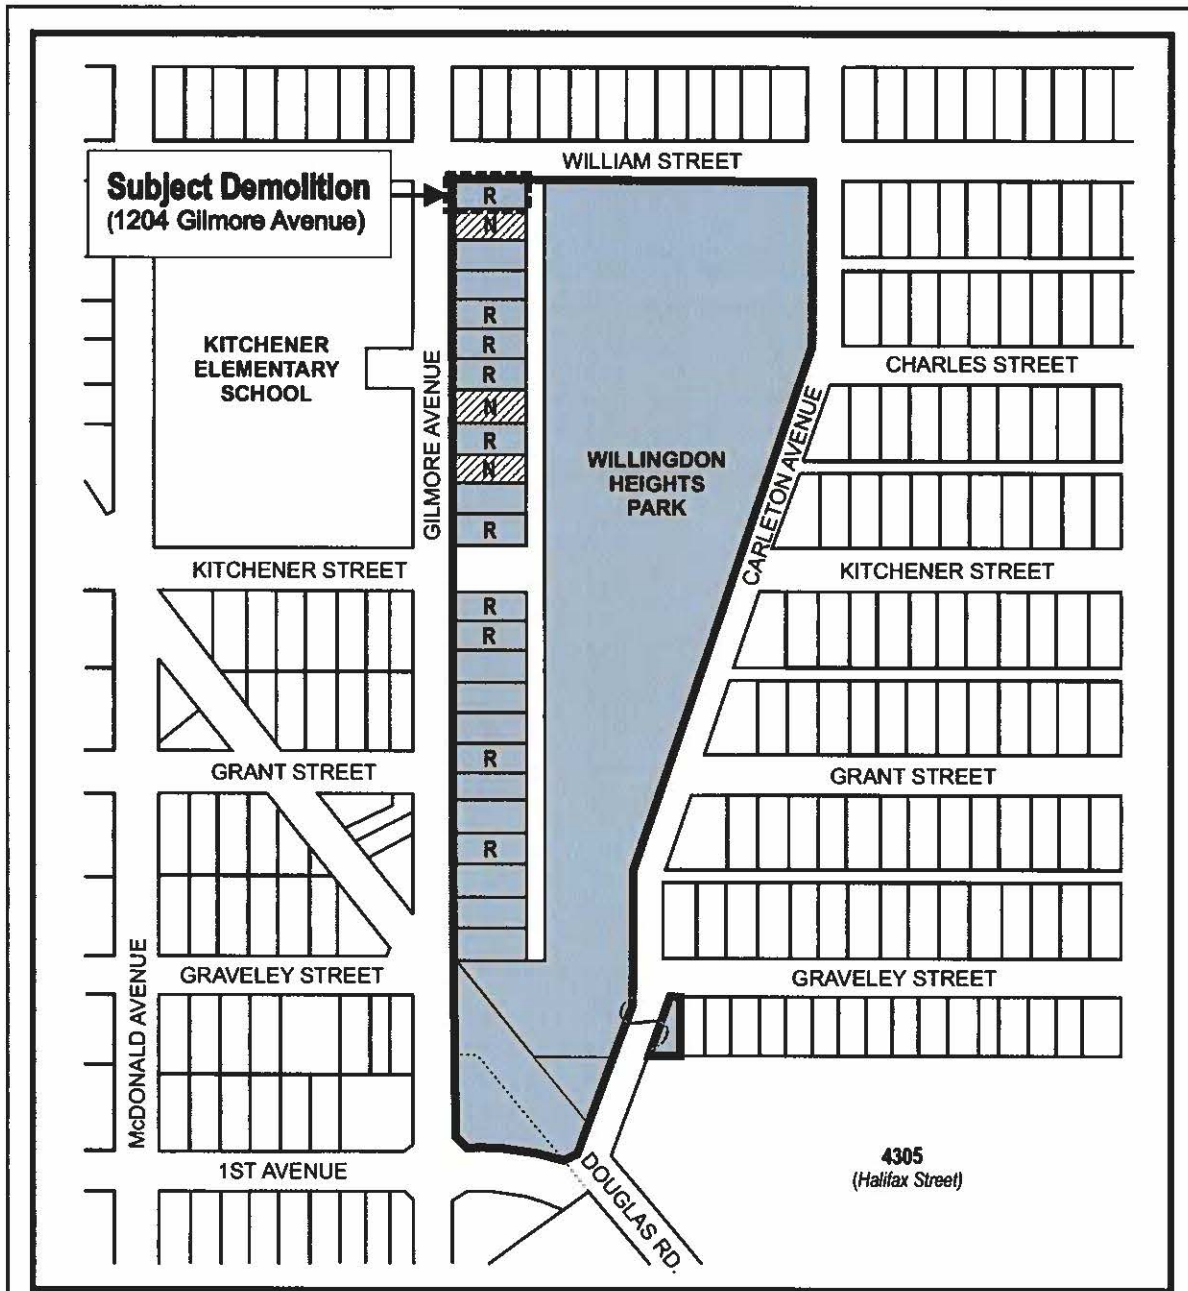 WILLIAM STREET
Subject Demolition
(1204 Gilmore Avenue)
R
N
R
R
R
N
R
N
R
KITCHENER
ELEMENTARY
SCHOOL
GILMORE AVENUE
WILLINGDON
HEIGHTS
PARK
CHARLES STREET
CARLETON AVENUE
KITCHENER STREET
KITCHENER STREET
R
R
R
R
GRANT STREET
GRANT STREET
McDONALD AVENUE
GRAVELEY STREET
GRAVELEY STREET
1ST AVENUE
DOUGLAS RD.
4305
(Halifax Street)